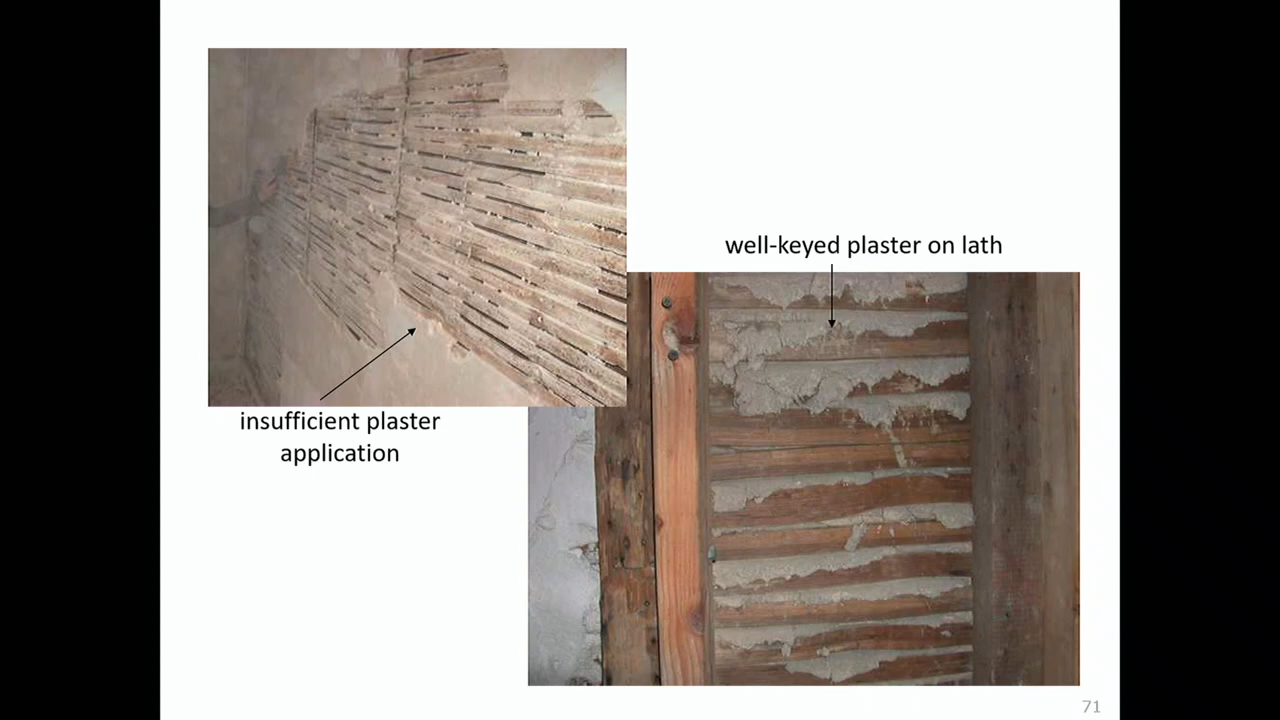 well-keyed plaster on lath
insufficient plaster
application
71